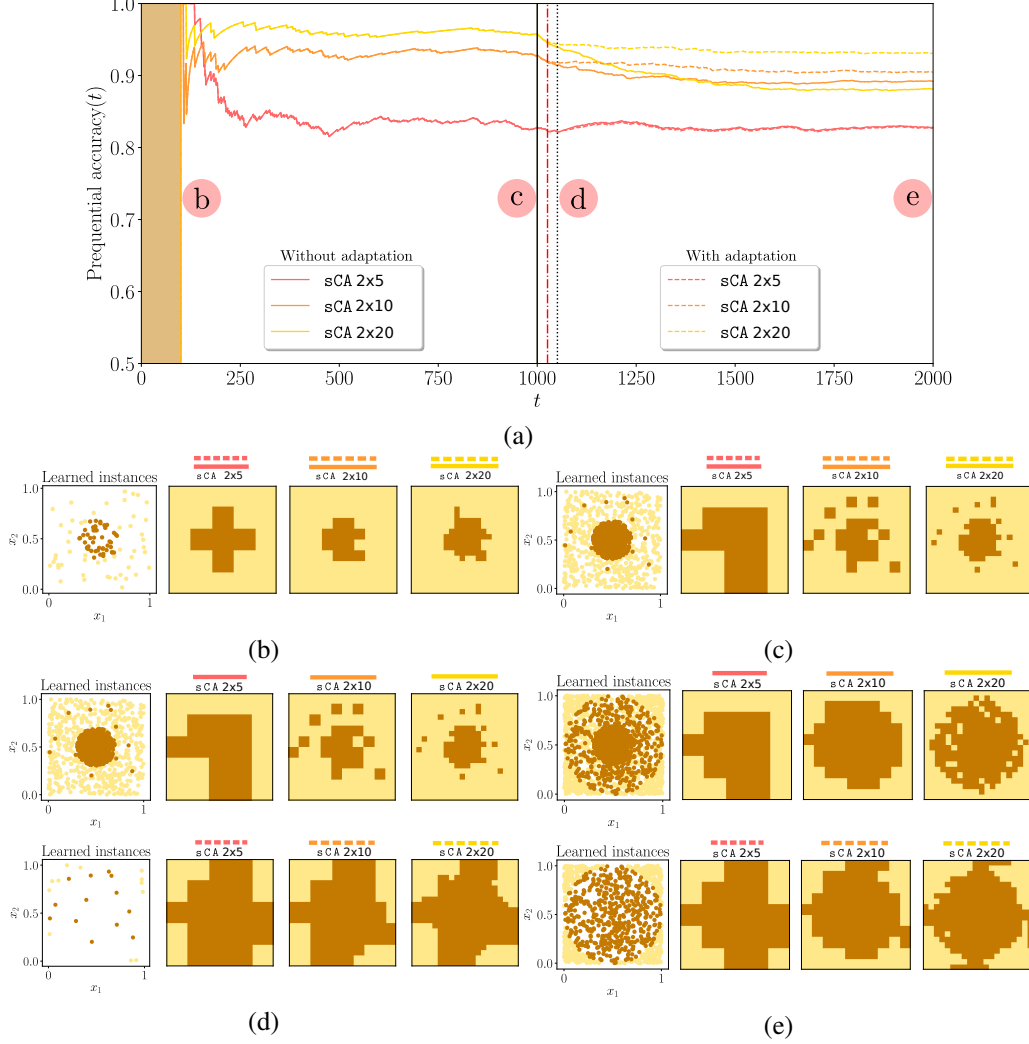 1.0
0.9
0.8
0.7
0.6
0.5
Prequential accuracy(t)
b
c
d
e
Without adaptation
sCA 2x5
sCA 2x10
sCA 2x20
With adaptation
sCA 2x5
sCA 2x10
sCA 2x20
0 250 500 750 1000 1250 1500 1750 2000
t
(a)
Learned instances sCA 2x5 sCA 2x10 sCA 2x20
1.0
x₂ 0.5
0.0
0 1
x₁
(b)
Learned instances sCA 2x5 sCA 2x10 sCA 2x20
1.0
x₂ 0.5
0.0
0 1
x₁
(c)
Learned instances sCA 2x5 sCA 2x10 sCA 2x20
1.0
x₂ 0.5
0.0
0 1
x₁
Learned instances sCA 2x5 sCA 2x10 sCA 2x20
1.0
x₂ 0.5
0.0
0 1
x₁
(d)
Learned instances sCA 2x5 sCA 2x10 sCA 2x20
1.0
x₂ 0.5
0.0
0 1
x₁
Learned instances sCA 2x5 sCA 2x10 sCA 2x20
1.0
x₂ 0.5
0.0
0 1
x₁
(e)